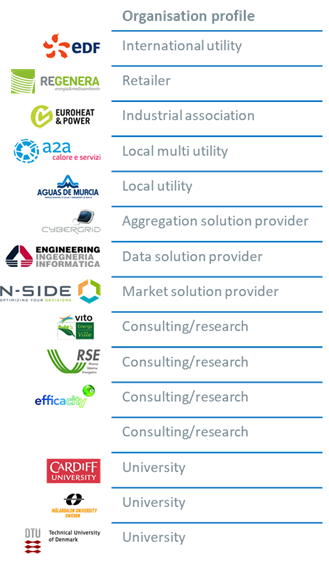 Organisation profile
edf
International utility
REGENERA
Retailer
EUROHEAT
& POWER
Industrial association
a2a
calore e servizi
Local multi utility
AGUAS DE MURCIA
Local utility
CYBERGRID
Aggregation solution provider
ENGINEERING
INGEGNERIA
INFORMATICA
Data solution provider
N-SIDE
OPTIMIZING YOUR DECISIONS
Market solution provider
vito
Consulting/research
RSE
Consulting/research
efficacity
Consulting/research
Consulting/research
CARDIFF
UNIVERSITY
University
MÄLARDALEN UNIVERSITY
SWEDEN
University
DTU
Technical University
of Denmark
University